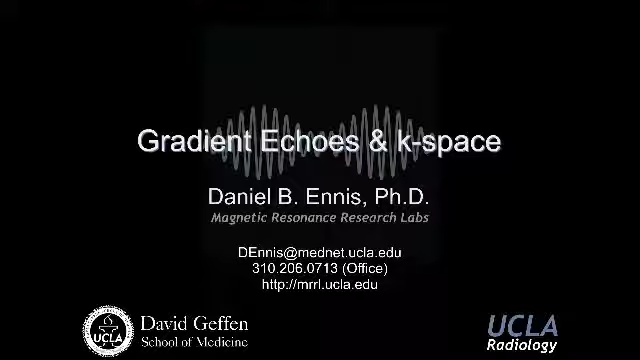 Gradient Echoes & k-space
Daniel B. Ennis, Ph.D.
Magnetic Resonance Research Labs
DEnnis@mednet.ucla.edu
310.206.0713 (Office)
http://mrrl.ucla.edu
UCLA
David Geffen
School of Medicine
UCLA
Radiology